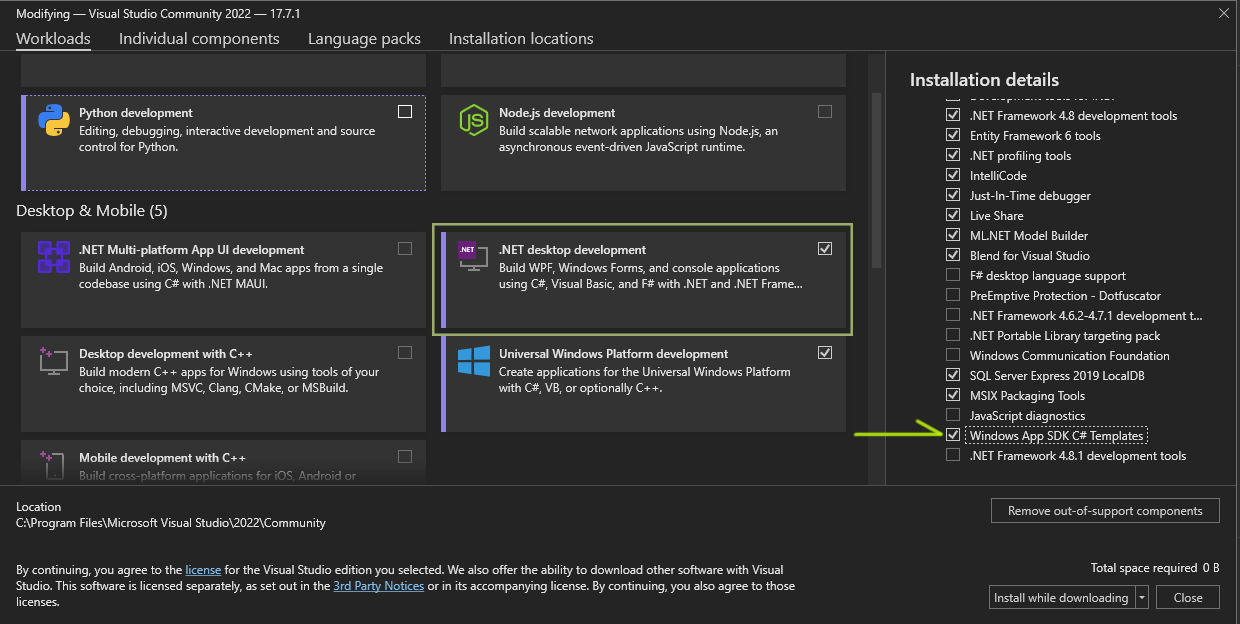 Modifying — Visual Studio Community 2022 — 17.7.1
Workloads
Individual components
Language packs
Installation locations
Python development
Editing, debugging, interactive development and source
control for Python.
Node.js development
Build scalable network applications using Node.js, an
asynchronous event-driven JavaScript runtime.
Desktop & Mobile (5)
.NET Multi-platform App UI development
Build Android, iOS, Windows, and Mac apps from a single
codebase using C# with .NET MAUI.
.NET
.NET desktop development
Build WPF, Windows Forms, and console applications
using C#, Visual Basic, and F# with .NET and .NET Frame...
Desktop development with C++
Build modern C++ apps for Windows using tools of your
choice, including MSVC, Clang, CMake, or MSBuild.
Universal Windows Platform development
Create applications for the Universal Windows Platform
with C#, VB, or optionally C++.
Mobile development with C++
Build cross-platform applications for iOS, Android or
Installation details
Development tools for .NET
.NET Framework 4.8 development tools
Entity Framework 6 tools
.NET profiling tools
IntelliCode
Just-In-Time debugger
Live Share
ML.NET Model Builder
Blend for Visual Studio
F# desktop language support
PreEmptive Protection - Dotfuscator
.NET Framework 4.6.2-4.7.1 development t...
.NET Portable Library targeting pack
Windows Communication Foundation
SQL Server Express 2019 LocalDB
MSIX Packaging Tools
JavaScript diagnostics
Windows App SDK C# Templates
.NET Framework 4.8.1 development tools
Location
C:\Program Files\Microsoft Visual Studio\2022\Community
Remove out-of-support components
By continuing, you agree to the license for the Visual Studio edition you selected. We also offer the ability to download other software with Visual
Studio. This software is licensed separately, as set out in the 3rd Party Notices or in its accompanying license. By continuing, you also agree to those
licenses.
Total space required 0 B
Install while downloading
Close